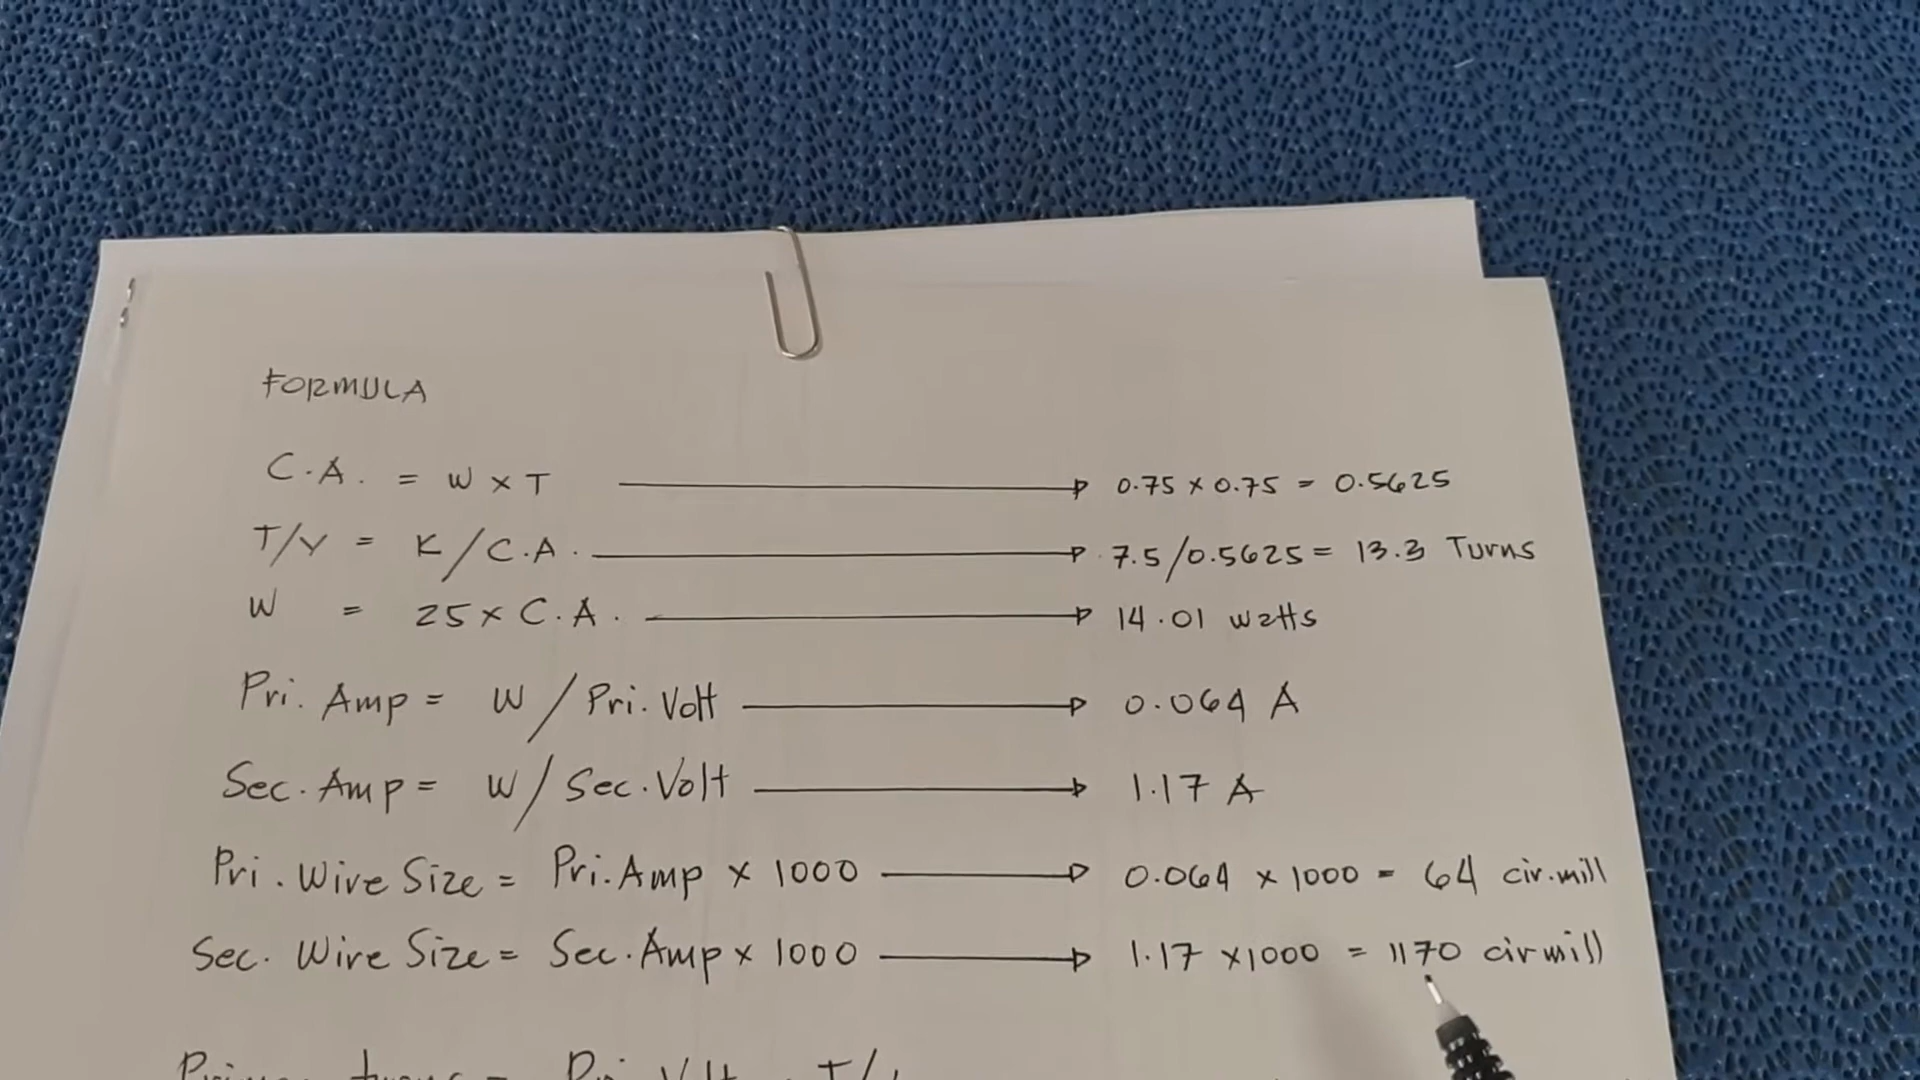 FORMULA
C.A. = W x T → 0.75 x 0.75 = 0.5625
T/V = K/C.A. → 7.5/0.5625 = 13.3 Turns
W = 25 x C.A. → 14.01 watts
Pri. Amp = W / Pri. Volt → 0.064 A
Sec. Amp = W / Sec. Volt → 1.17 A
Pri. Wire Size = Pri. Amp x 1000 → 0.064 x 1000 = 64 cir.mill
Sec. Wire Size = Sec. Amp x 1000 → 1.17 x 1000 = 1170 cir mill